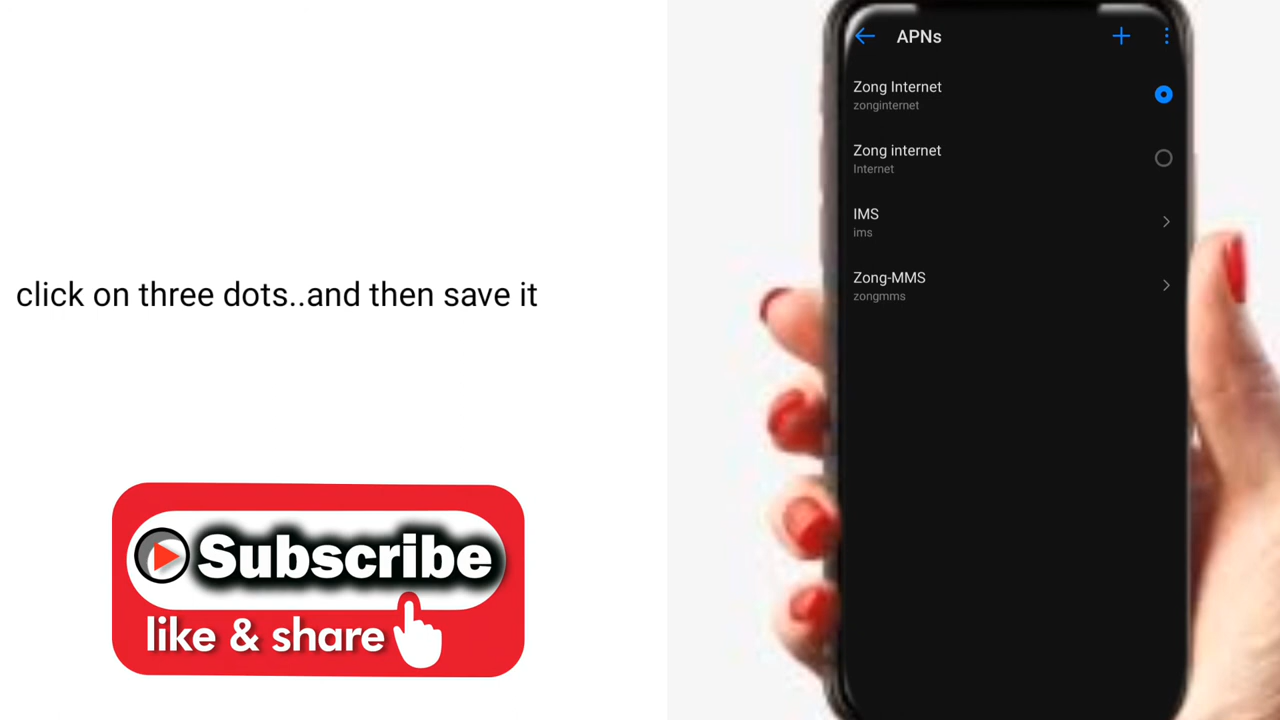 APNs
Zong Internet
zonginternet
Zong internet
Internet
IMS
ims
Zong-MMS
zongmms
click on three dots..and then save it
Subscribe
like & share